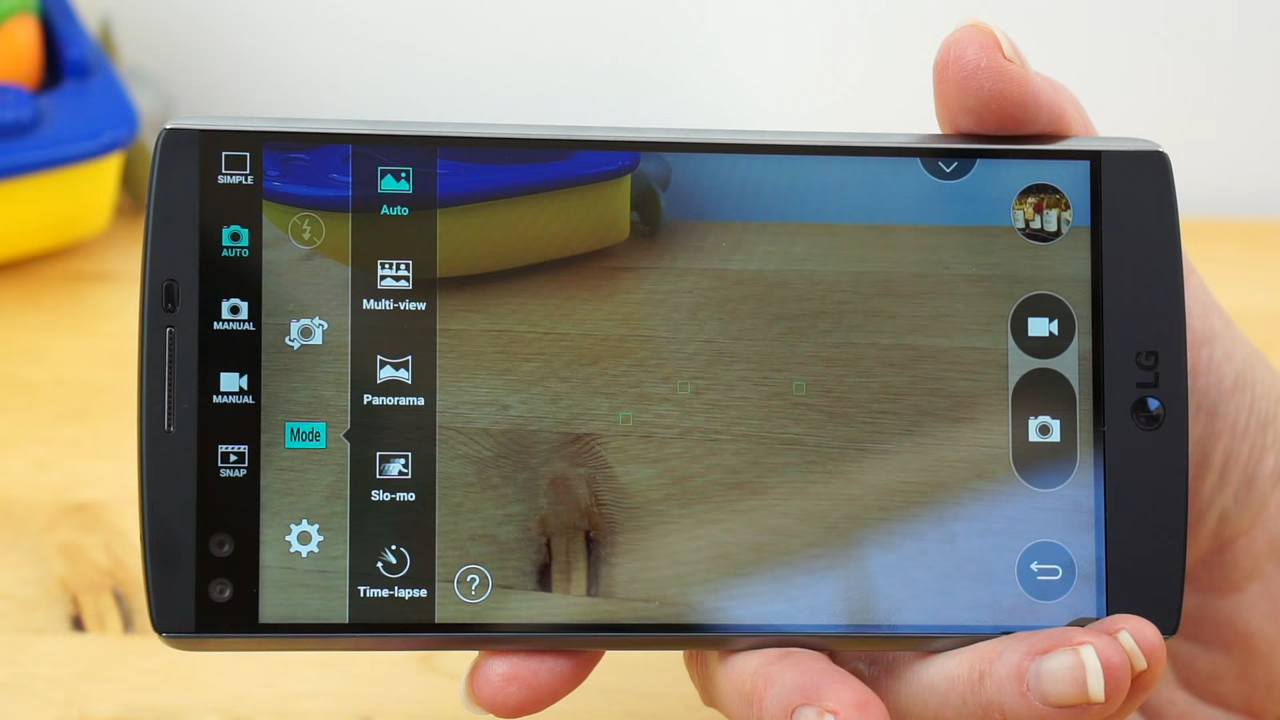 SIMPLE
AUTO
MANUAL
MANUAL
SNAP
Mode
Auto
Multi-view
Panorama
Slo-mo
Time-lapse
?
LG